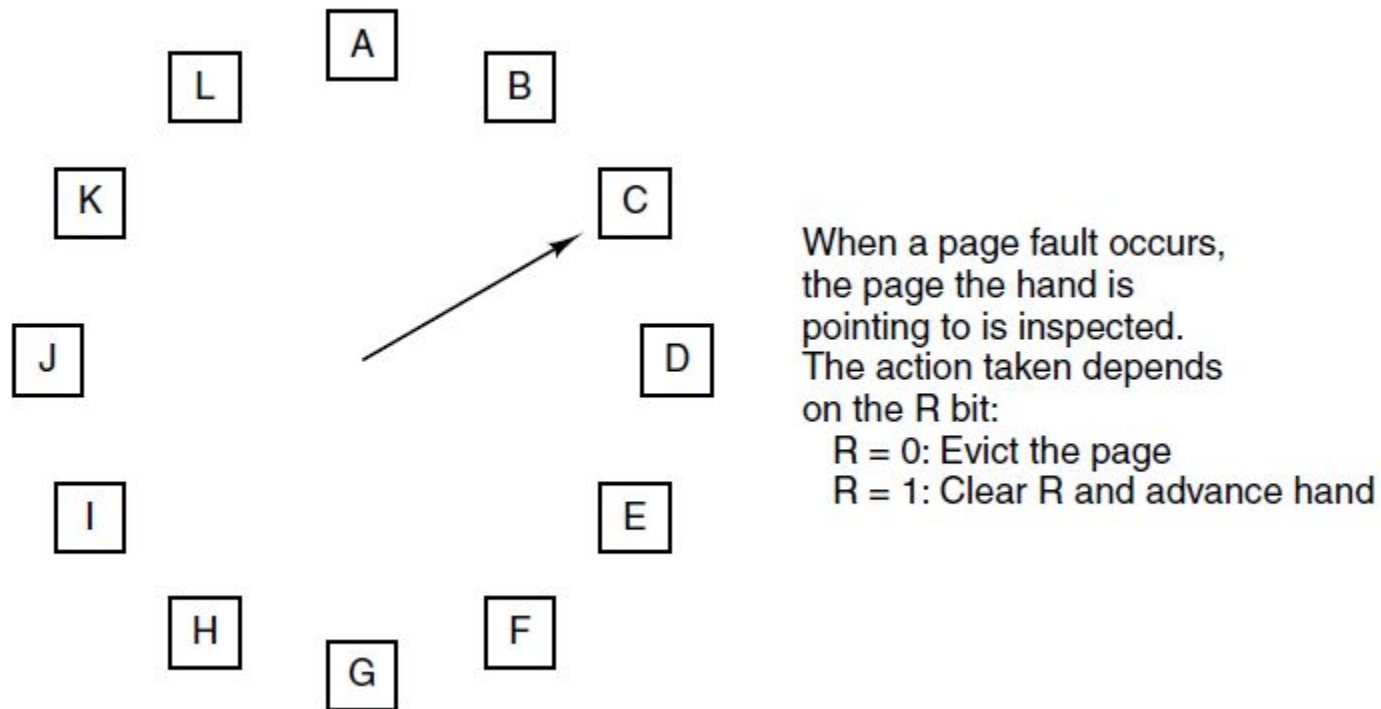 A
L
B
K
C
When a page fault occurs,
the page the hand is
pointing to is inspected.
The action taken depends
on the R bit:
R = 0: Evict the page
R = 1: Clear R and advance hand
J
D
I
E
H
F
G